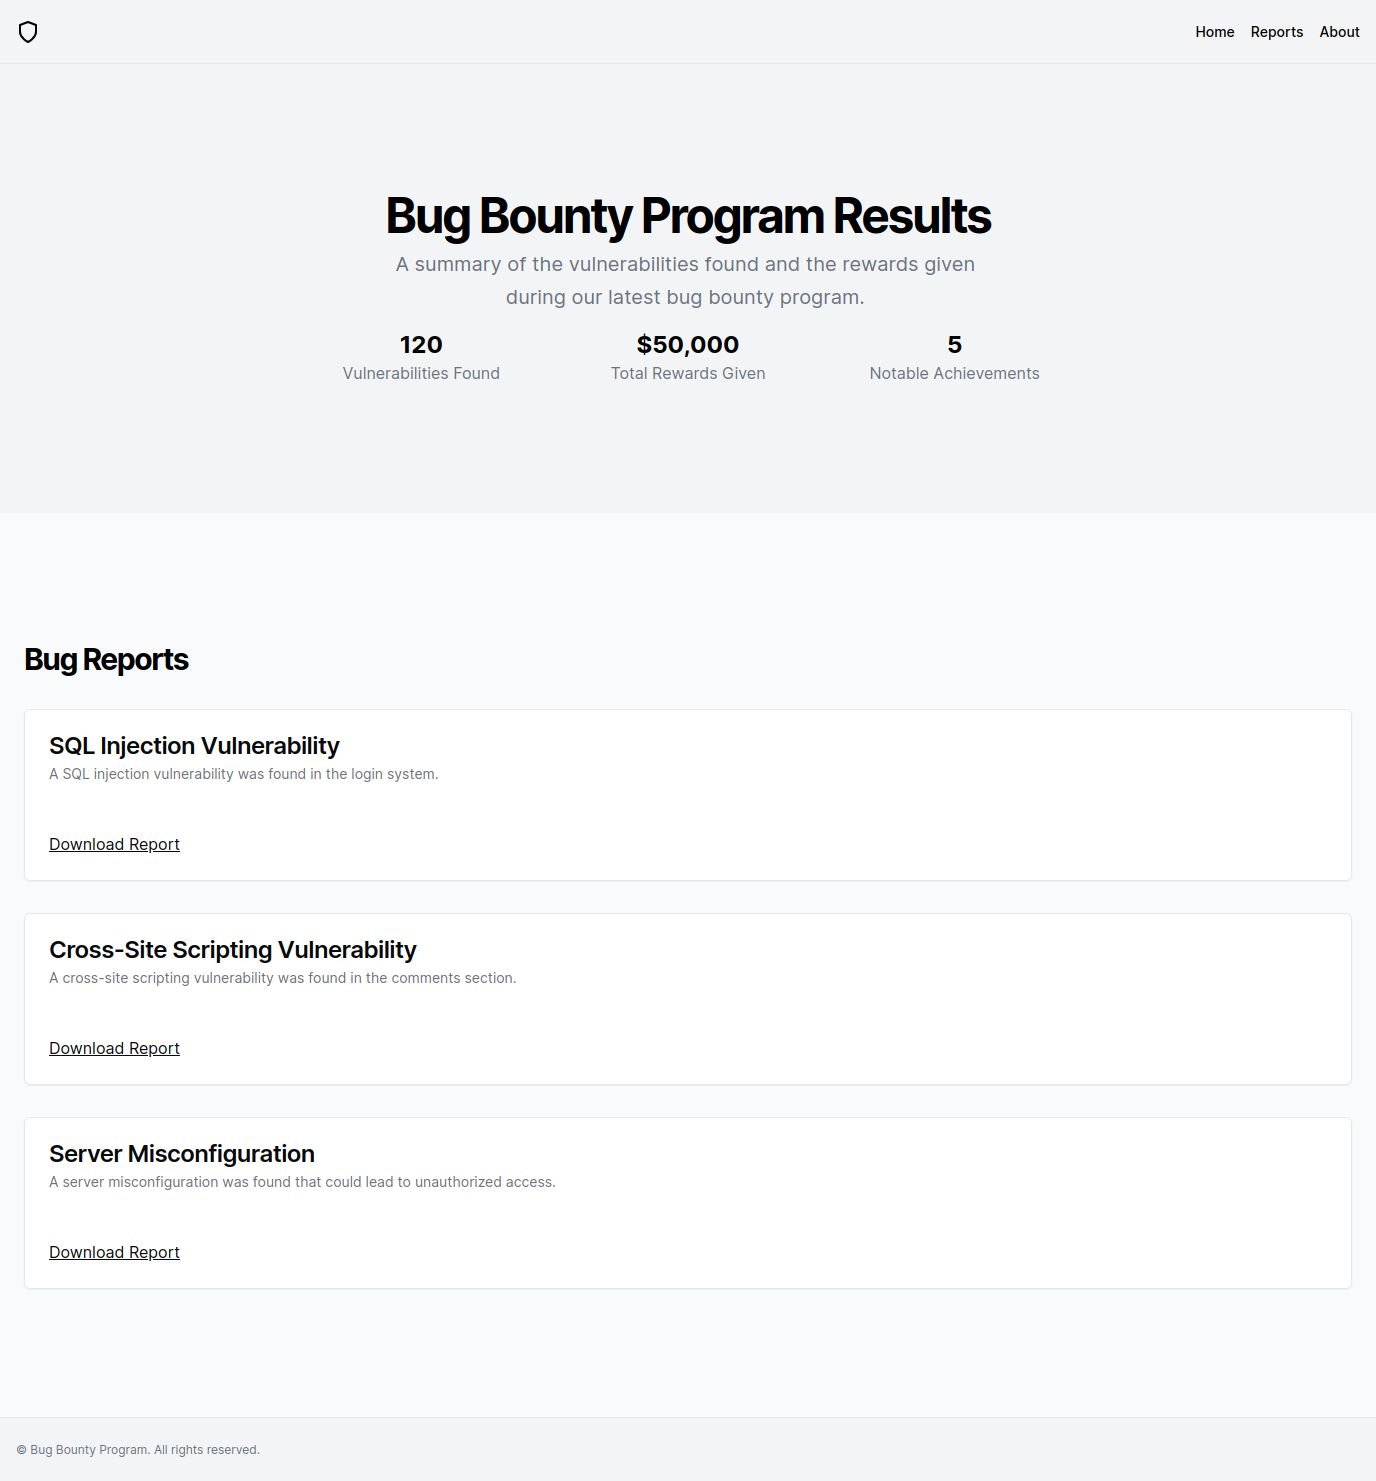 Home Reports About
Bug Bounty Program Results
A summary of the vulnerabilities found and the rewards given
during our latest bug bounty program.
120 $50,000 5
Vulnerabilities Found Total Rewards Given Notable Achievements
Bug Reports
SQL Injection Vulnerability
A SQL injection vulnerability was found in the login system.
Download Report
Cross-Site Scripting Vulnerability
A cross-site scripting vulnerability was found in the comments section.
Download Report
Server Misconfiguration
A server misconfiguration was found that could lead to unauthorized access.
Download Report
© Bug Bounty Program. All rights reserved.